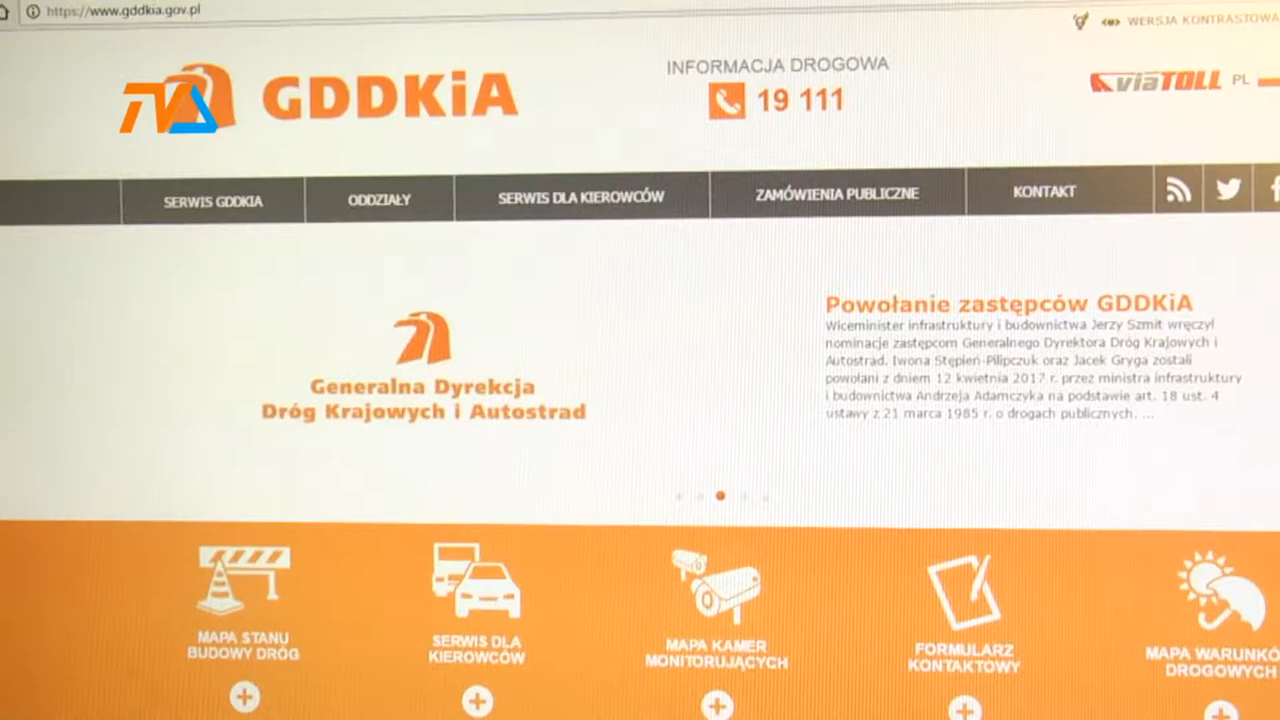 https://www.gddkia.gov.pl
WERSJA KONTRASTOWA
TVA
GDDKiA
INFORMACJA DROGOWA
19 111
viaTOLL PL
SERWIS GDDKIA
ODDZIAŁY
SERWIS DLA KIEROWCÓW
ZAMÓWIENIA PUBLICZNE
KONTAKT
Generalna Dyrekcja
Dróg Krajowych i Autostrad
Powołanie zastępców GDDKiA
Wiceminister infrastruktury i budownictwa Jerzy Szmit wręczył
nominacje zastępcom Generalnego Dyrektora Dróg Krajowych i
Autostrad. Iwona Stępień-Pilipczuk oraz Jacek Gryga zostali
powołani z dniem 12 kwietnia 2017 r. przez ministra infrastruktury
i budownictwa Andrzeja Adamczyka na podstawie art. 18 ust. 4
ustawy z 21 marca 1985 r. o drogach publicznych. ...
MAPA STANU
BUDOWY DRÓG
SERWIS DLA
KIEROWCÓW
MAPA KAMER
MONITORUJĄCYCH
FORMULARZ
KONTAKTOWY
MAPA WARUNKÓ
DROGOWYCH